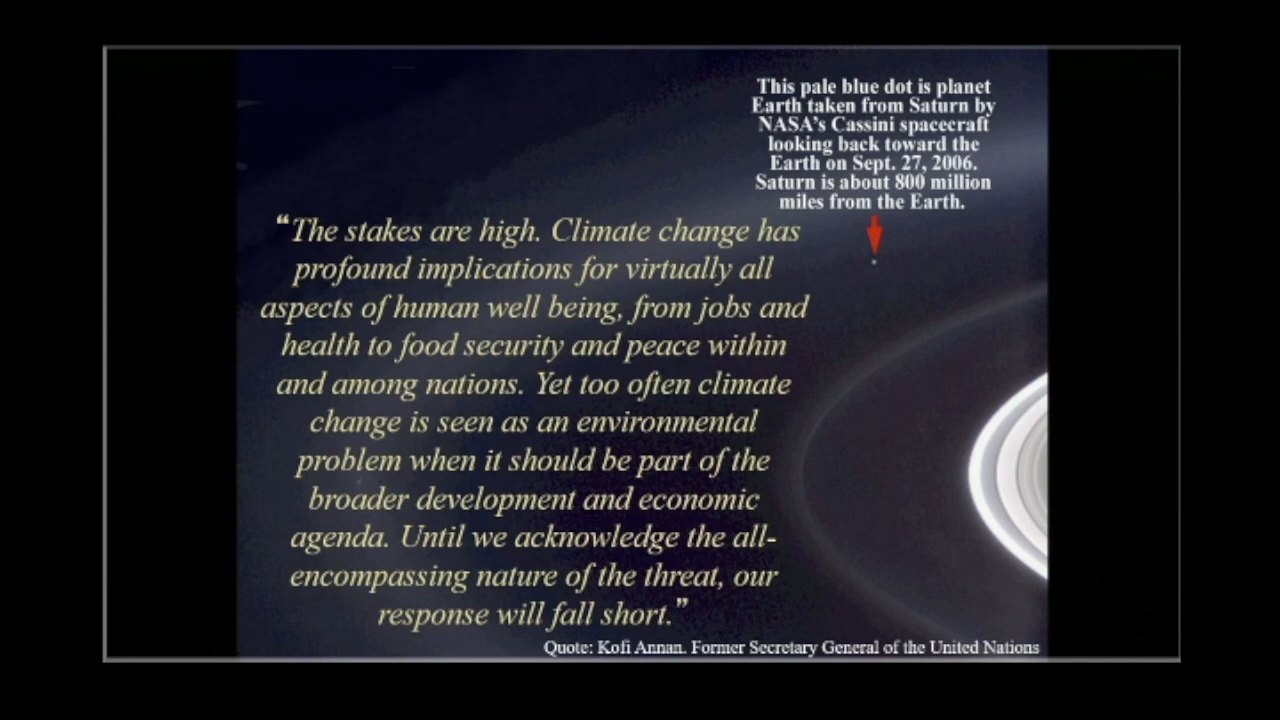 This pale blue dot is planet
Earth taken from Saturn by
NASA's Cassini spacecraft
looking back toward the
Earth on Sept. 27, 2006.
Saturn is about 800 million
miles from the Earth.
“The stakes are high. Climate change has
profound implications for virtually all
aspects of human well being, from jobs and
health to food security and peace within
and among nations. Yet too often climate
change is seen as an environmental
problem when it should be part of the
broader development and economic
agenda. Until we acknowledge the all-
encompassing nature of the threat, our
response will fall short.”
Quote: Kofi Annan. Former Secretary General of the United Nations